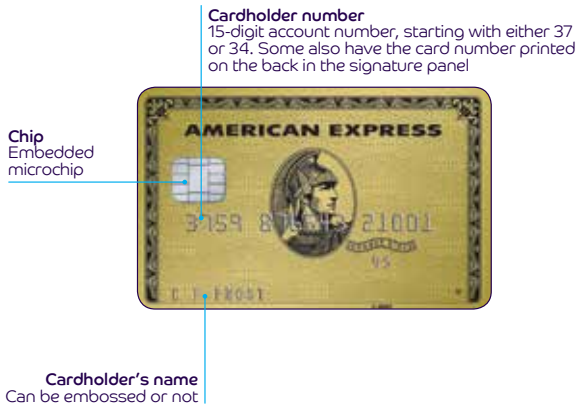 Cardholder number
15-digit account number, starting with either 37
or 34. Some also have the card number printed
on the back in the signature panel
AMERICAN EXPRESS
Chip
Embedded
microchip
3759 21001
95
C F FROST
Cardholder's name
Can be embossed or not